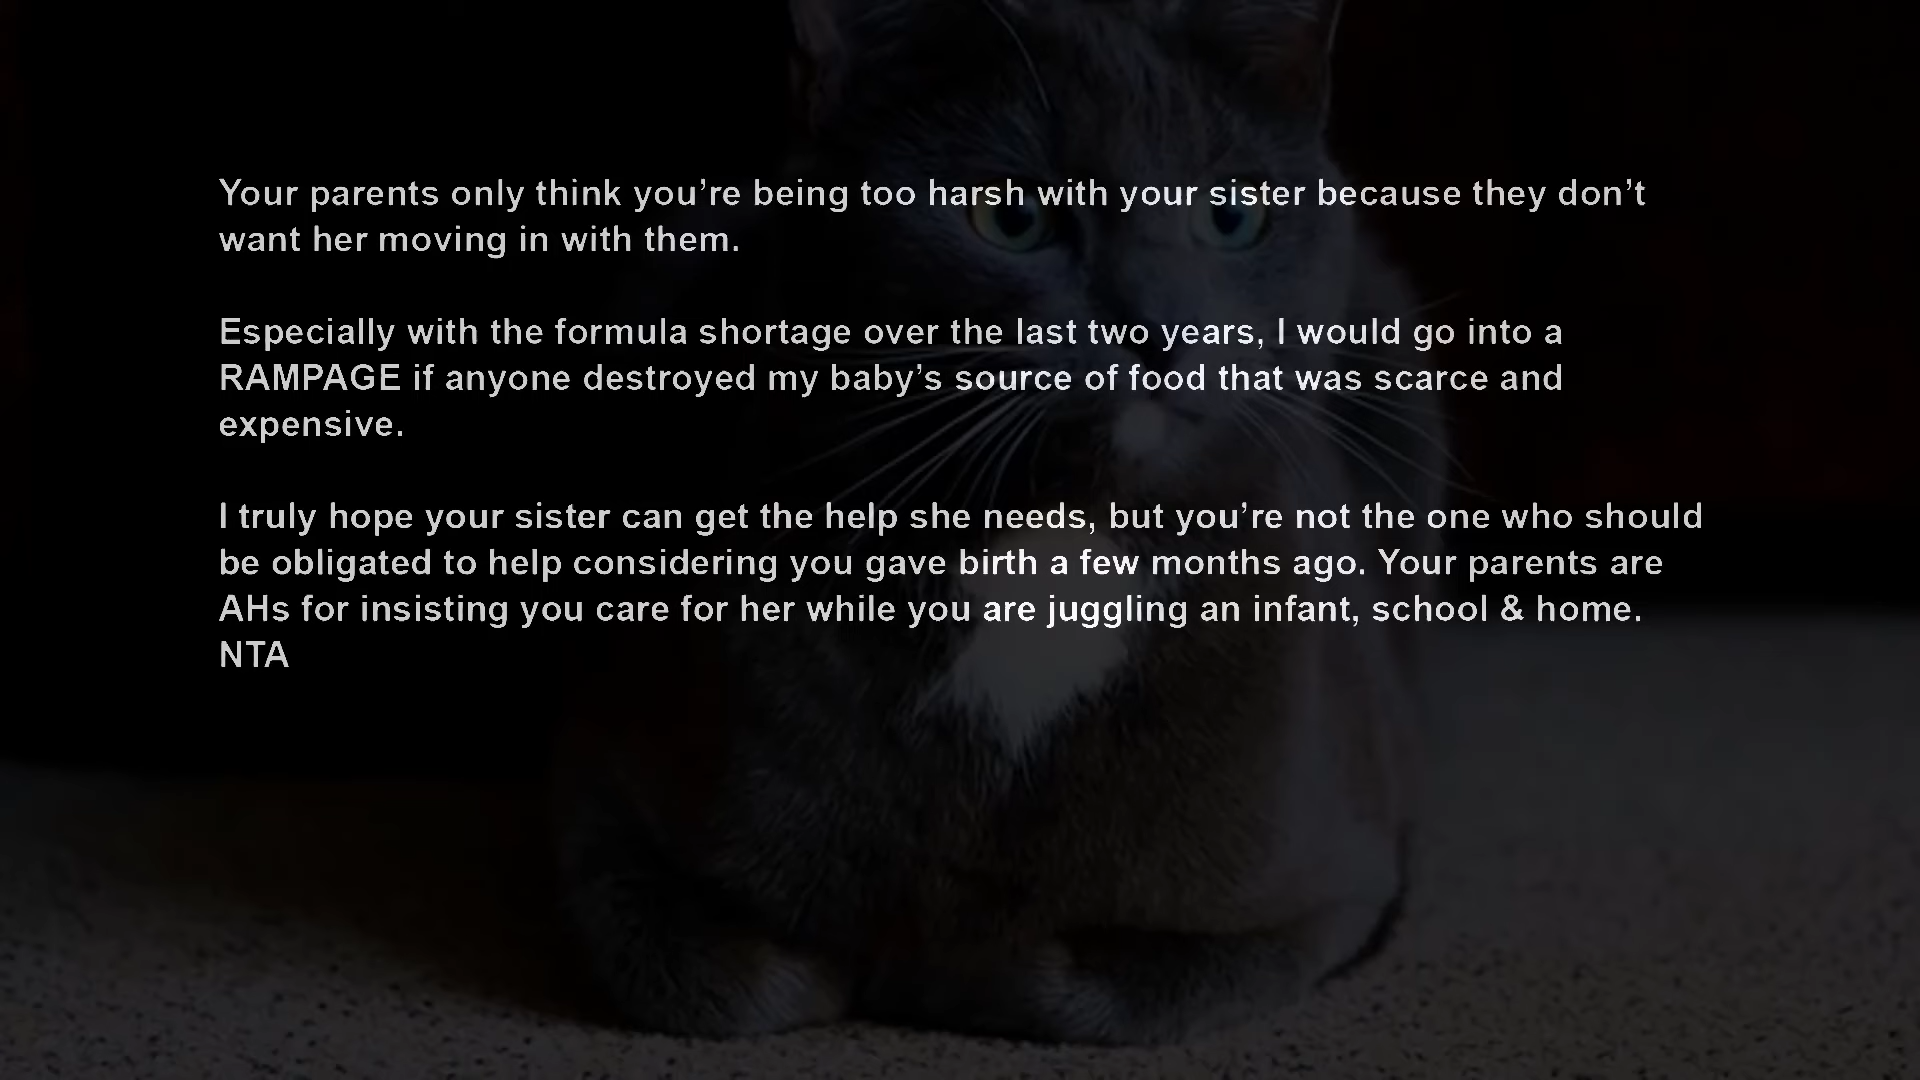 Your parents only think you’re being too harsh with your sister because they don’t
want her moving in with them.
Especially with the formula shortage over the last two years, I would go into a
RAMPAGE if anyone destroyed my baby’s source of food that was scarce and
expensive.
I truly hope your sister can get the help she needs, but you’re not the one who should
be obligated to help considering you gave birth a few months ago. Your parents are
AHs for insisting you care for her while you are juggling an infant, school & home.
NTA